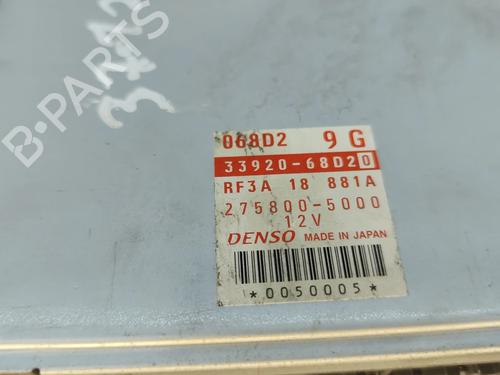 068D2 9G
33920-68D20
RF3A 18 881A
275800-5000
12V
DENSO MADE IN JAPAN
*0050005*
B-PARTS